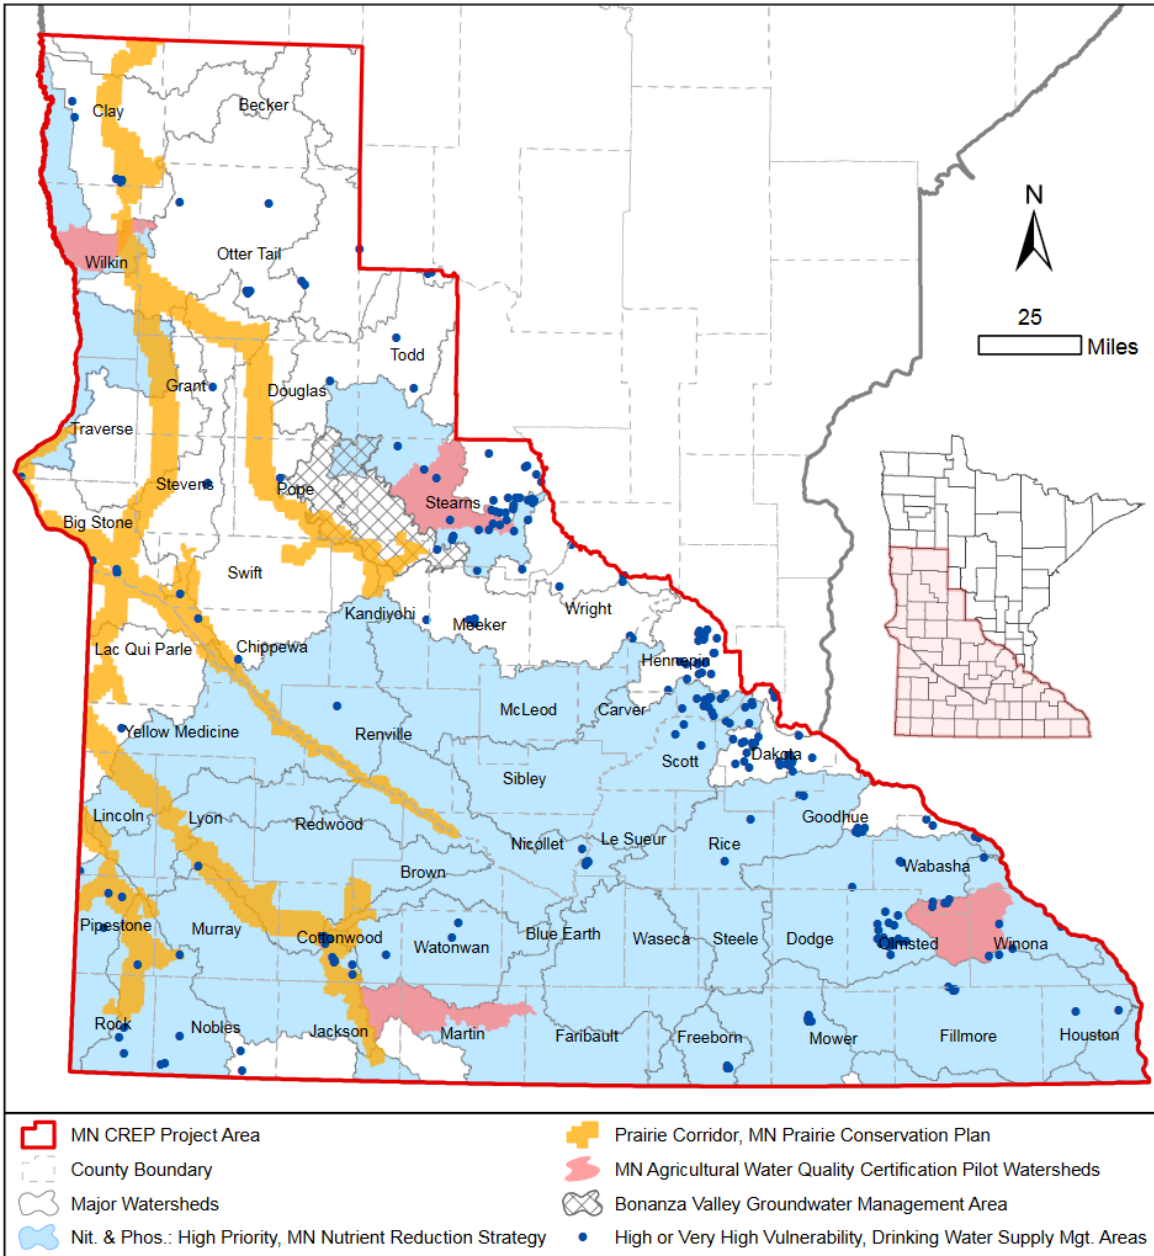 Clay
Becker
N
Otter Tail
Wilkin
25
Miles
Todd
Grant
Douglas
Traverse
Stevens
Pope
Stearns
Big Stone
Swift
Kandiyohi
Meeker
Wright
Lac Qui Parle
Chippewa
Hennepin
McLeod
Carver
Yellow Medicine
Renville
Scott
Dakota
Sibley
Lincoln
Lyon
Redwood
Goodhue
Nicollet
Le Sueur
Rice
Brown
Wabasha
Pipestone
Murray
Cottonwood
Watonwan
Blue Earth
Waseca
Steele
Dodge
Olmsted
Winona
Rock
Nobles
Jackson
Martin
Faribault
Freeborn
Mower
Fillmore
Houston
MN CREP Project Area
County Boundary
Major Watersheds
Nit. & Phos.: High Priority, MN Nutrient Reduction Strategy
Prairie Corridor, MN Prairie Conservation Plan
MN Agricultural Water Quality Certification Pilot Watersheds
Bonanza Valley Groundwater Management Area
High or Very High Vulnerability, Drinking Water Supply Mgt. Areas